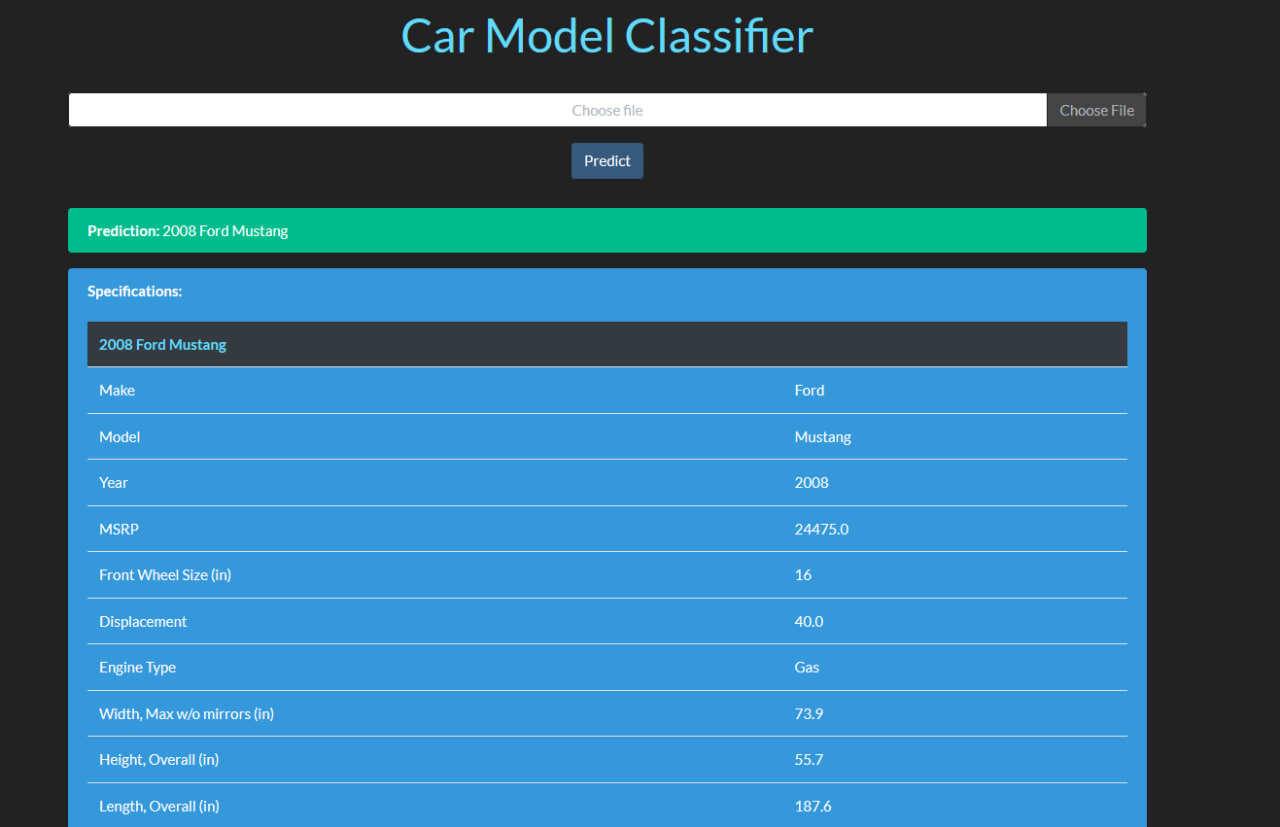 Car Model Classifier
Choose file Choose File
Predict
Prediction: 2008 Ford Mustang
Specifications:
2008 Ford Mustang
Make Ford
Model Mustang
Year 2008
MSRP 24475.0
Front Wheel Size (in) 16
Displacement 40.0
Engine Type Gas
Width, Max w/o mirrors (in) 73.9
Height, Overall (in) 55.7
Length, Overall (in) 187.6